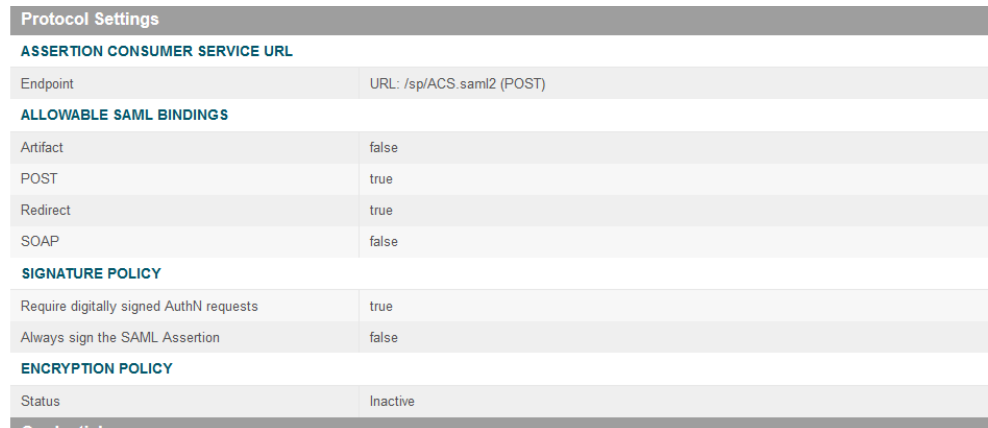 Protocol Settings
ASSERTION CONSUMER SERVICE URL
Endpoint URL: /sp/ACS.saml2 (POST)
ALLOWABLE SAML BINDINGS
Artifact false
POST true
Redirect true
SOAP false
SIGNATURE POLICY
Require digitally signed AuthN requests true
Always sign the SAML Assertion false
ENCRYPTION POLICY
Status Inactive